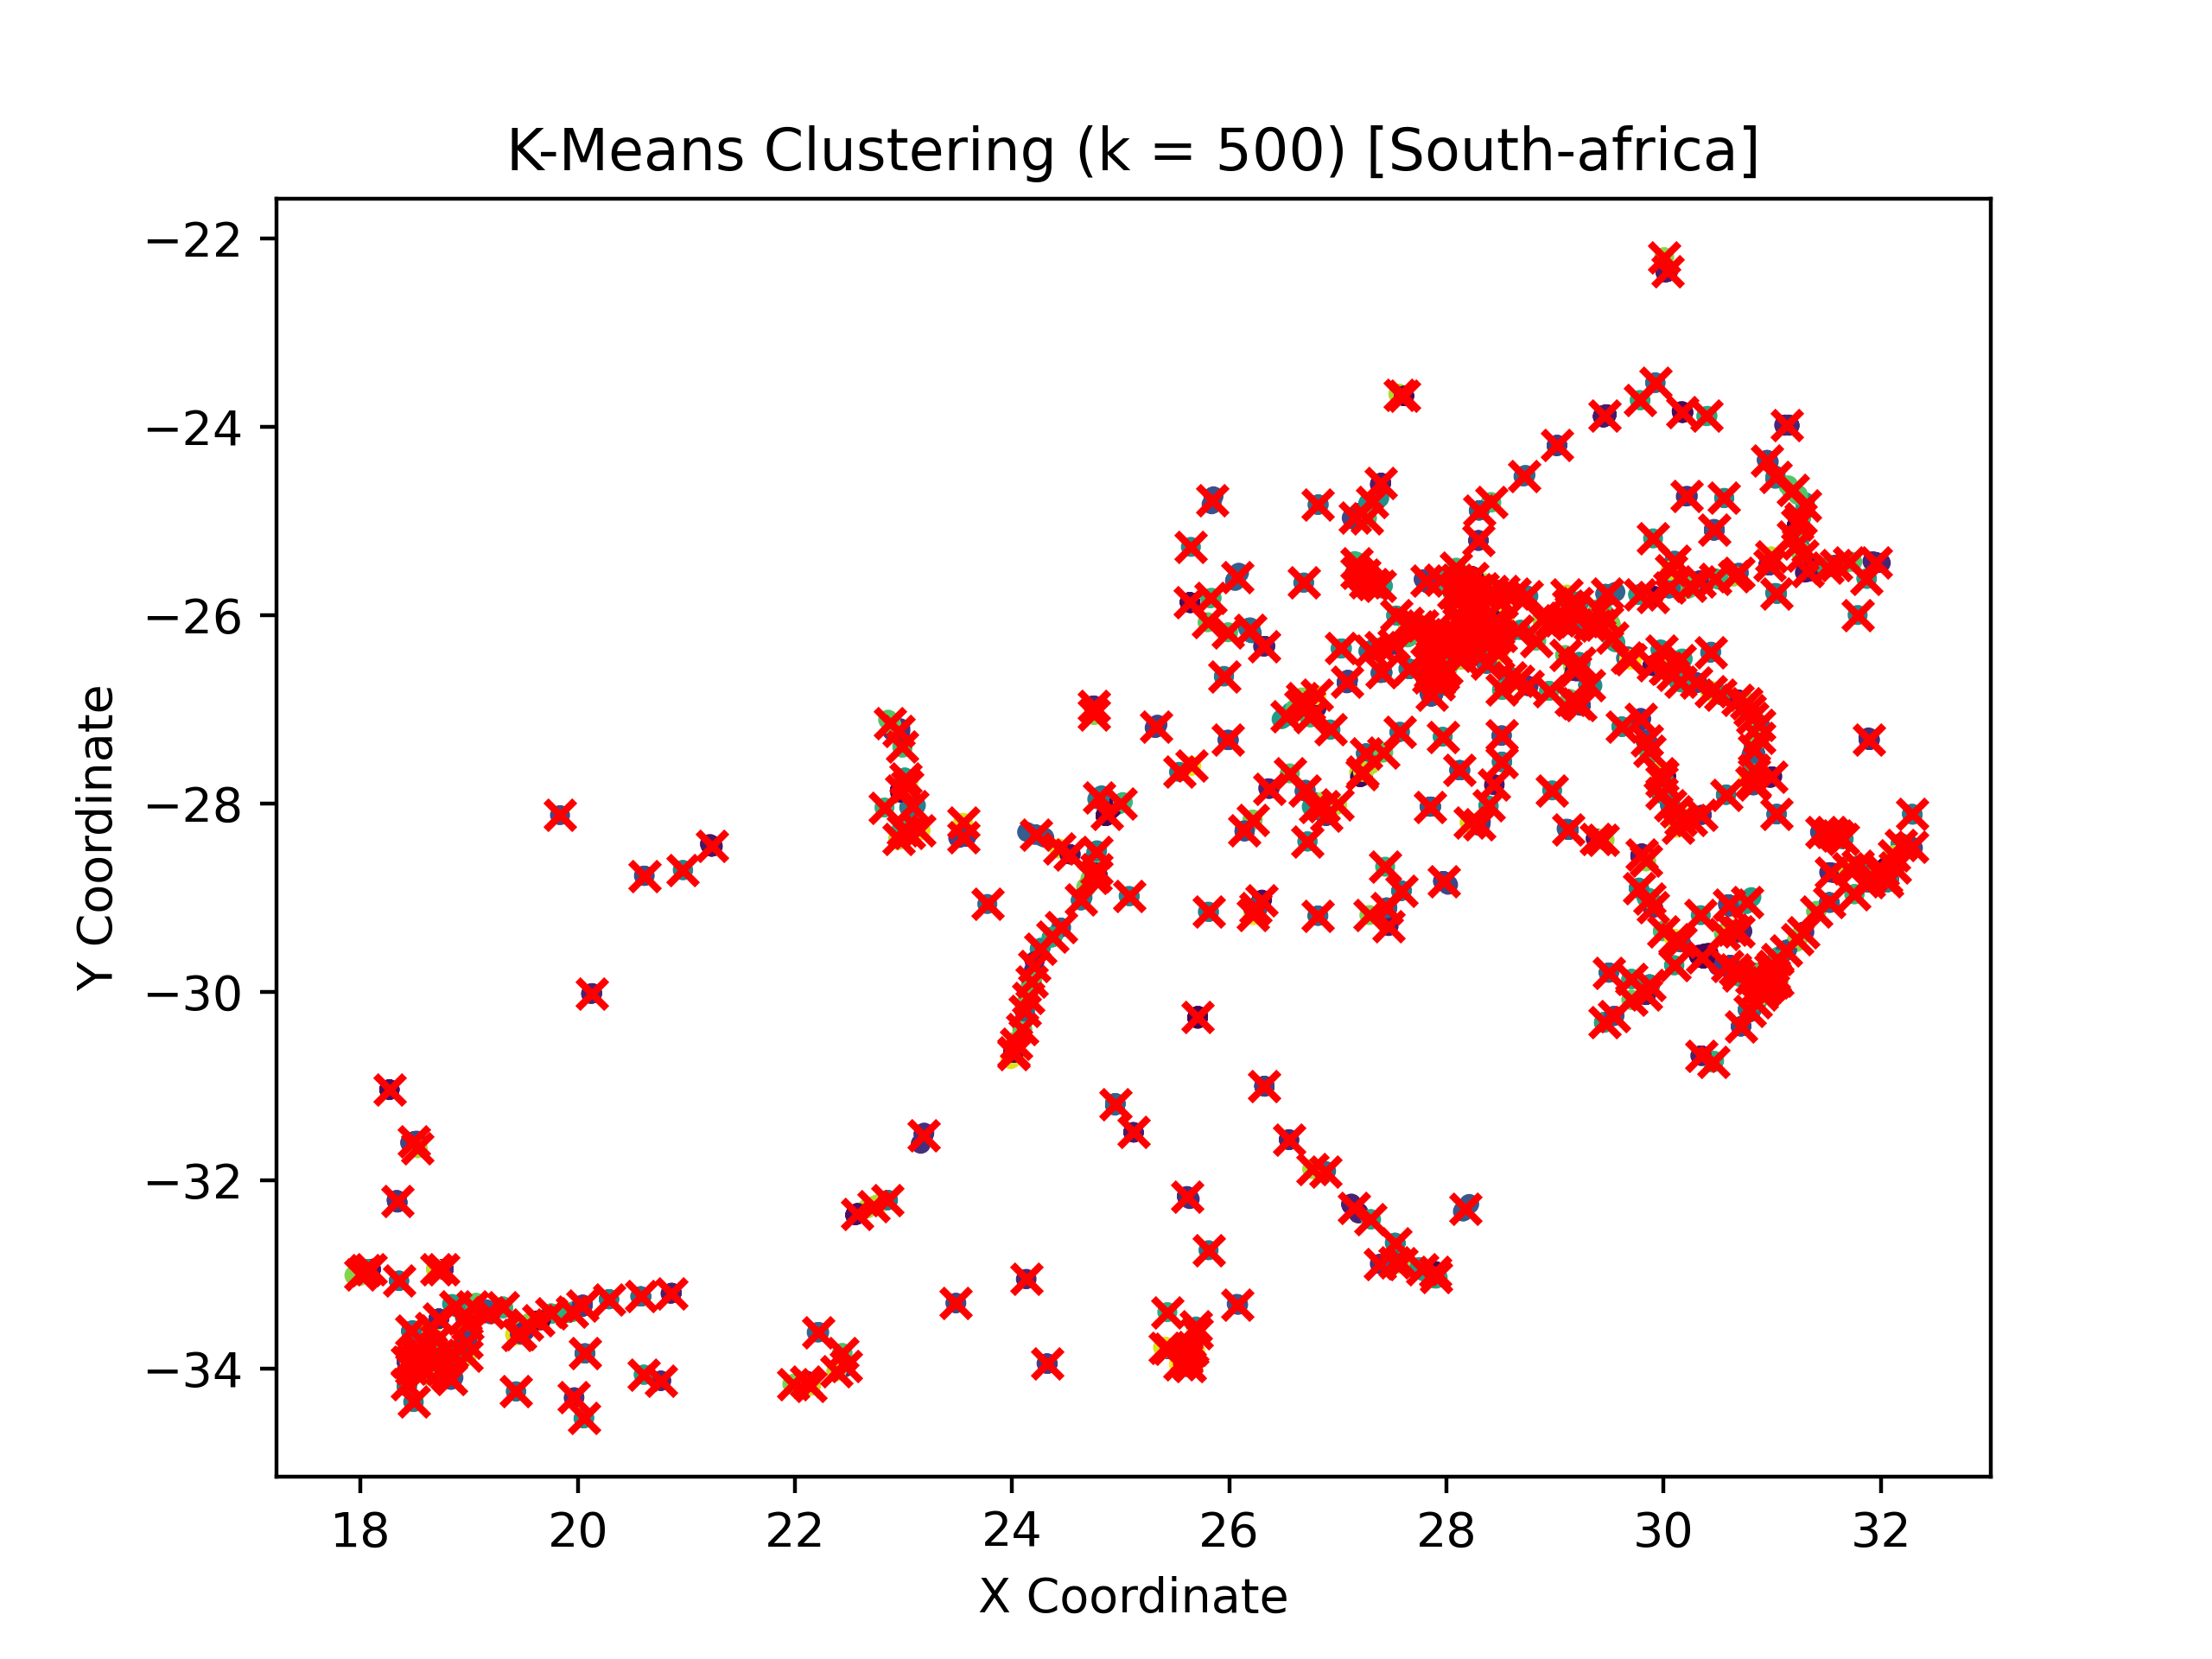 K-Means Clustering (k = 500) [South-africa]
Y Coordinate
−22
−24
−26
−28
−30
−32
−34
18 20 22 24 26 28 30 32
X Coordinate